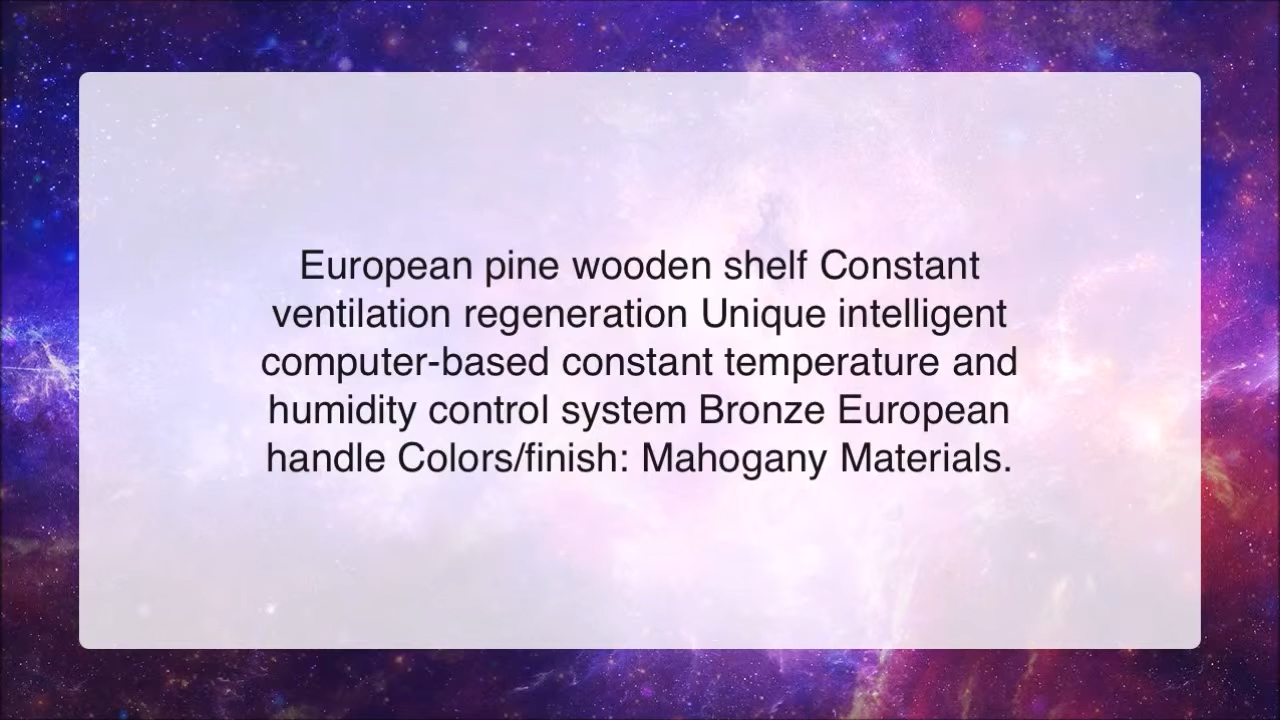 European pine wooden shelf Constant
ventilation regeneration Unique intelligent
computer-based constant temperature and
humidity control system Bronze European
handle Colors/finish: Mahogany Materials.